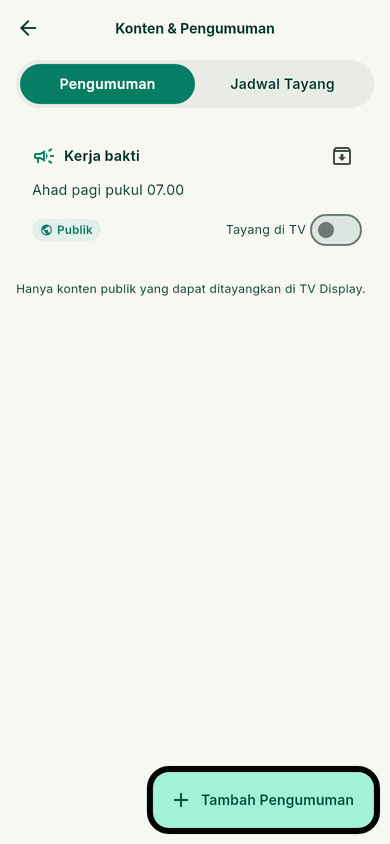 Konten & Pengumuman
Pengumuman
Jadwal Tayang
Kerja bakti
Ahad pagi pukul 07.00
Publik
Tayang di TV
Hanya konten publik yang dapat ditayangkan di TV Display.
Tambah Pengumuman